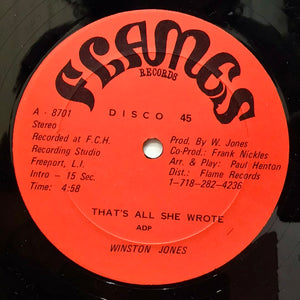 FLAMES
RECORDS
DISCO 45
A - 8701
Stereo
Recorded at F.C.H.
Recording Studio
Freeport, L.I.
Intro - 15 Sec.
Time: 4:58
Prod. By W. Jones
Co-Prod.: Frank Nickles
Arr. & Play: Paul Henton
Dist.: Flame Records
1-718-282-4236
THAT'S ALL SHE WROTE
ADP
WINSTON JONES